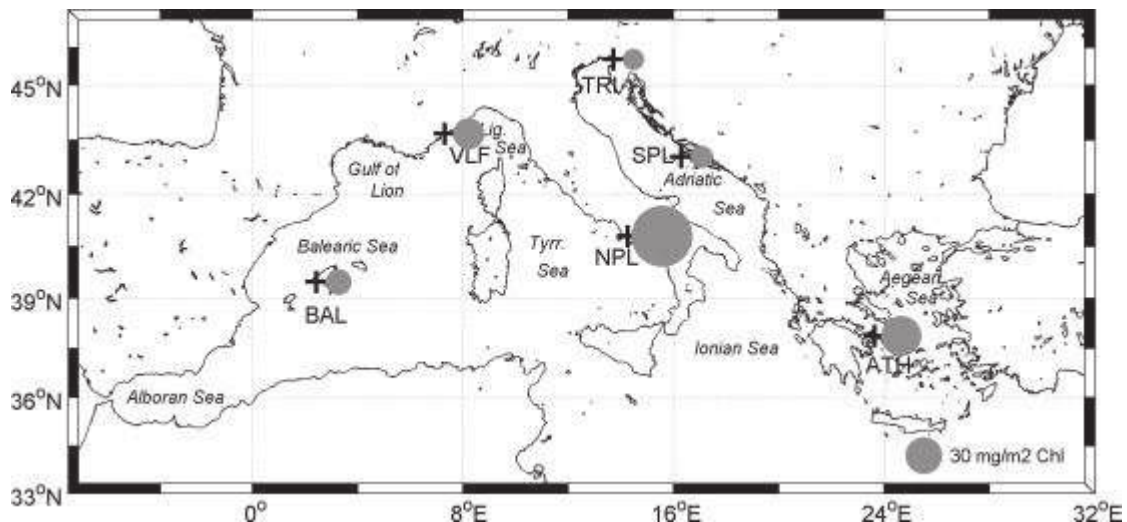 45°N
TRI
Lig.
VLF
Sea
SPL
Gulf of
Lion
Adriatic
Sea
42°N
Balearic Sea
Tyrr.
Sea
NPL
Aegean
Sea
39°N
BAL
Ionian Sea
ATH
Alboran Sea
36°N
30 mg/m2 Chl
33°N
0°
8°E
16°E
24°E
32°E